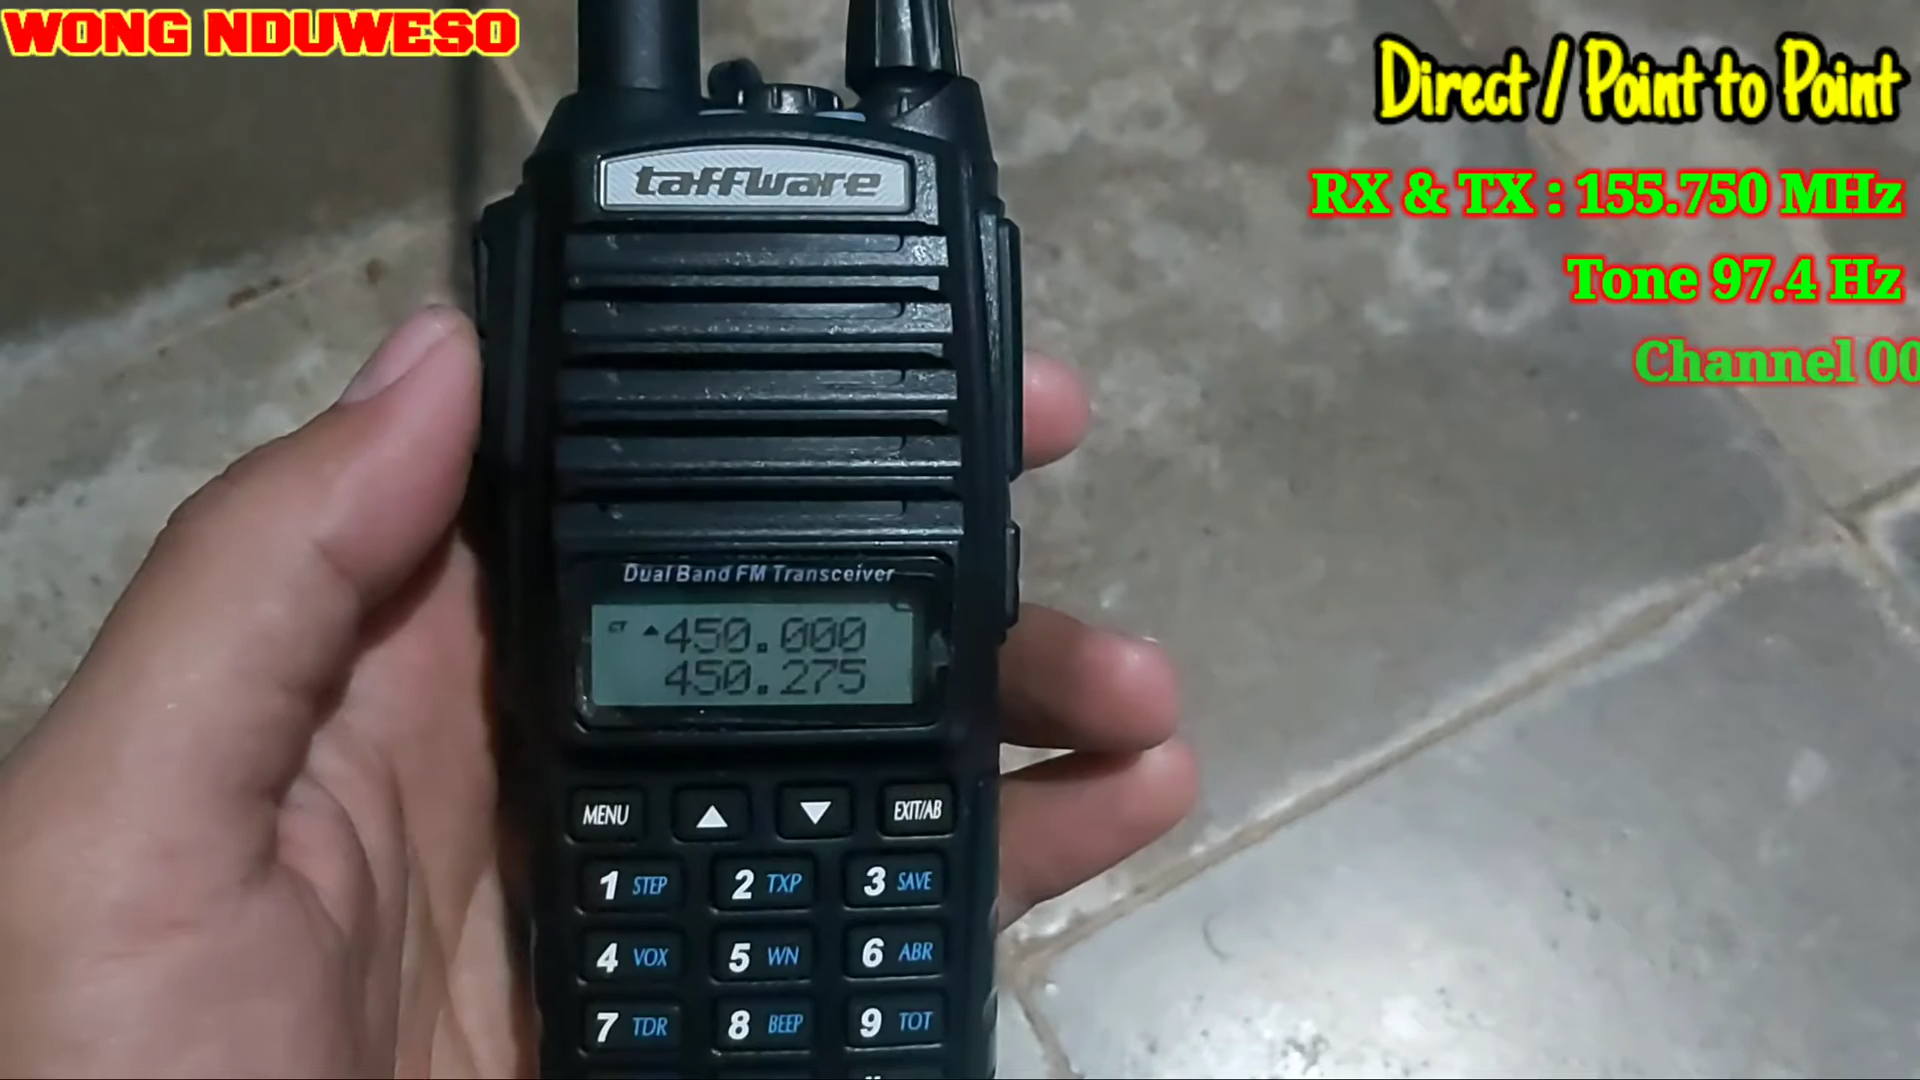 WONG NDUWESO
Direct / Point to Point
RX & TX : 155.750 MHz
Tone 97.4 Hz
Channel 00
taffware
Dual Band FM Transceiver
CT ▲450.000
450.275
MENU ▲ ▼ EXIT/AB
1 STEP 2 TXP 3 SAVE
4 VOX 5 WN 6 ABR
7 TDR 8 BEEP 9 TOT